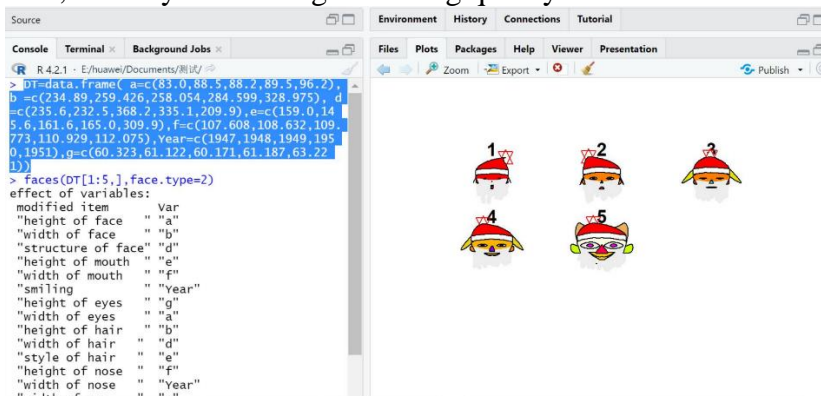 Source
Console Terminal Background Jobs
R 4.2.1 · E:/huawei/Documents/测试/
> DT=data.frame( a=c(83.0,88.5,88.2,89.5,96.2),
b =c(234.89,259.426,258.054,284.599,328.975), d
=c(235.6,232.5,368.2,335.1,209.9),e=c(159.0,14
5.6,161.6,165.0,309.9),f=c(107.608,108.632,109.
773,110.929,112.075),Year=c(1947,1948,1949,195
0,1951),g=c(60.323,61.122,60.171,61.187,63.22
1))
> faces(DT[1:5,],face.type=2)
effect of variables:
modified item Var
"height of face " "a"
"width of face " "b"
"structure of face" "d"
"height of mouth " "e"
"width of mouth " "f"
"smiling " "Year"
"height of eyes " "g"
"width of eyes " "a"
"height of hair " "b"
"width of hair " "d"
"style of hair " "e"
"height of nose " "f"
"width of nose " "Year"
Environment History Connections Tutorial
Files Plots Packages Help Viewer Presentation
Zoom Export Publish
1 2 3
4 5